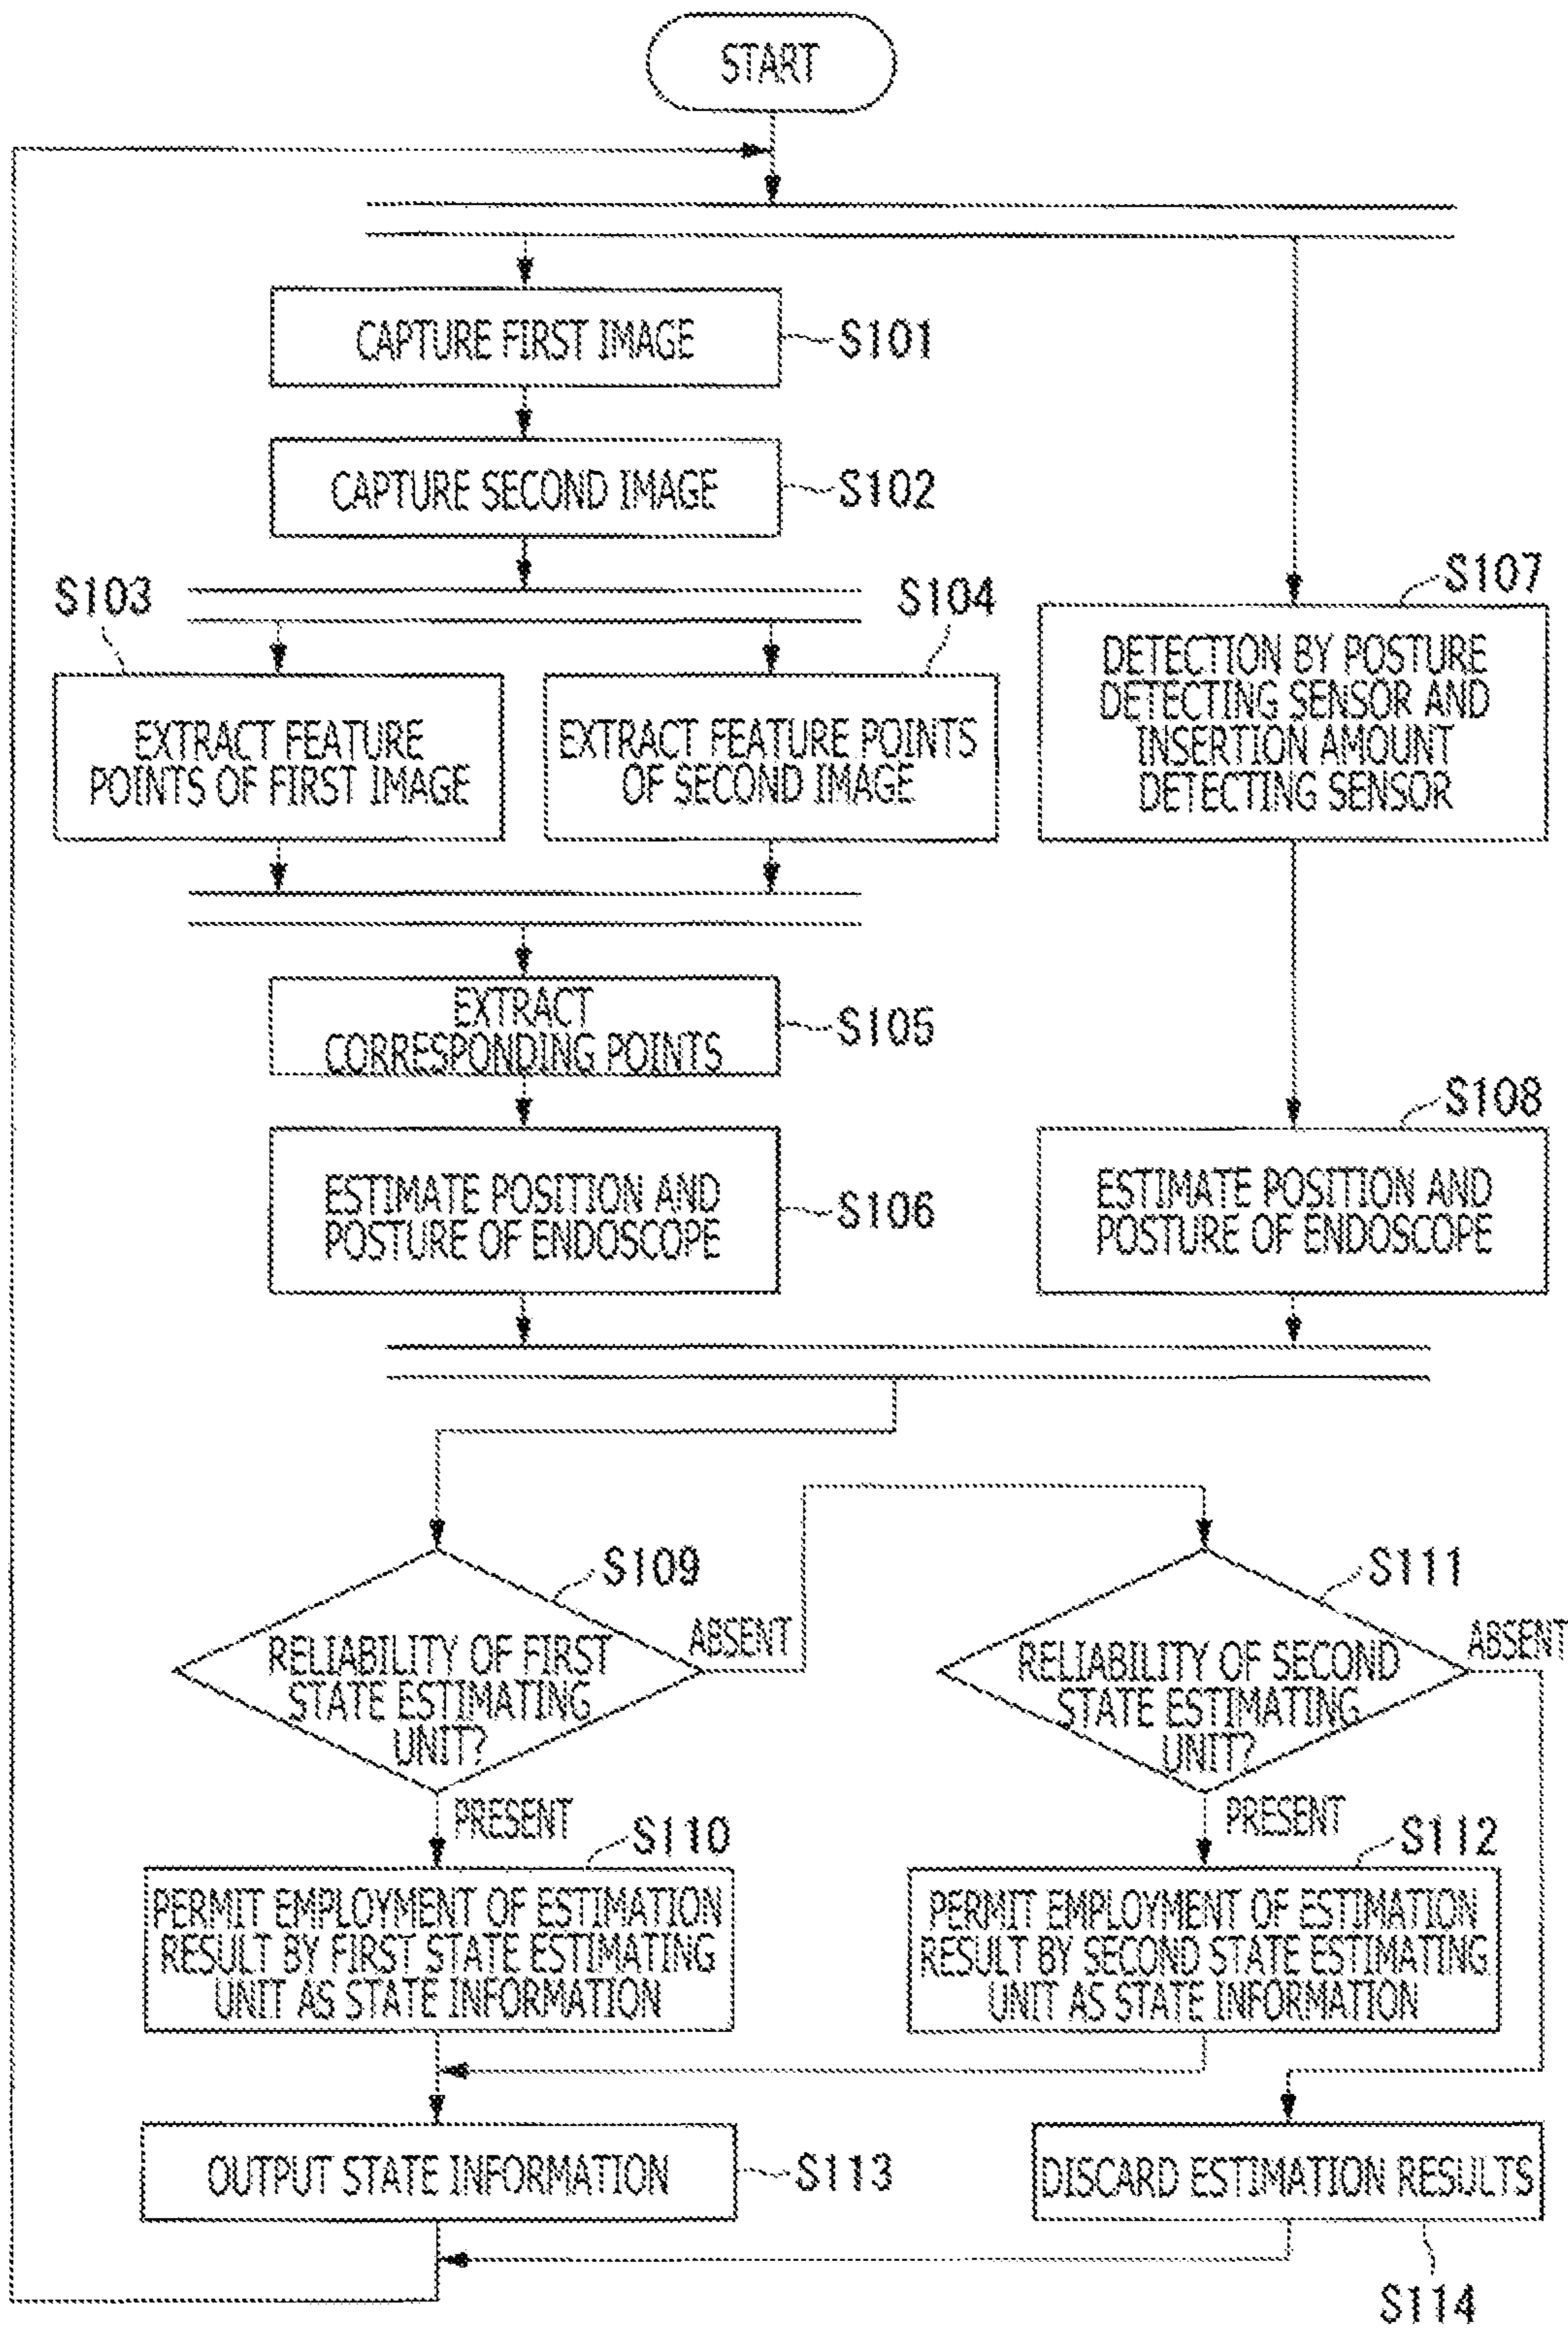 START
CAPTURE FIRST IMAGE
S101
CAPTURE SECOND IMAGE
S102
S103
S104
S107
EXTRACT FEATURE
POINTS OF FIRST IMAGE
EXTRACT FEATURE POINTS
OF SECOND IMAGE
DETECTION BY POSTURE
DETECTING SENSOR AND
INSERTION AMOUNT
DETECTING SENSOR
EXTRACT
CORRESPONDING POINTS
S105
ESTIMATE POSITION AND
POSTURE OF ENDOSCOPE
S106
S108
ESTIMATE POSITION AND
POSTURE OF ENDOSCOPE
S109
RELIABILITY OF FIRST
STATE ESTIMATING
UNIT?
ABSENT
PRESENT
S111
RELIABILITY OF SECOND
STATE ESTIMATING
UNIT?
ABSENT
PRESENT
S110
PERMIT EMPLOYMENT OF ESTIMATION
RESULT BY FIRST STATE ESTIMATING
UNIT AS STATE INFORMATION
S112
PERMIT EMPLOYMENT OF ESTIMATION
RESULT BY SECOND STATE ESTIMATING
UNIT AS STATE INFORMATION
OUTPUT STATE INFORMATION
S113
DISCARD ESTIMATION RESULTS
S114